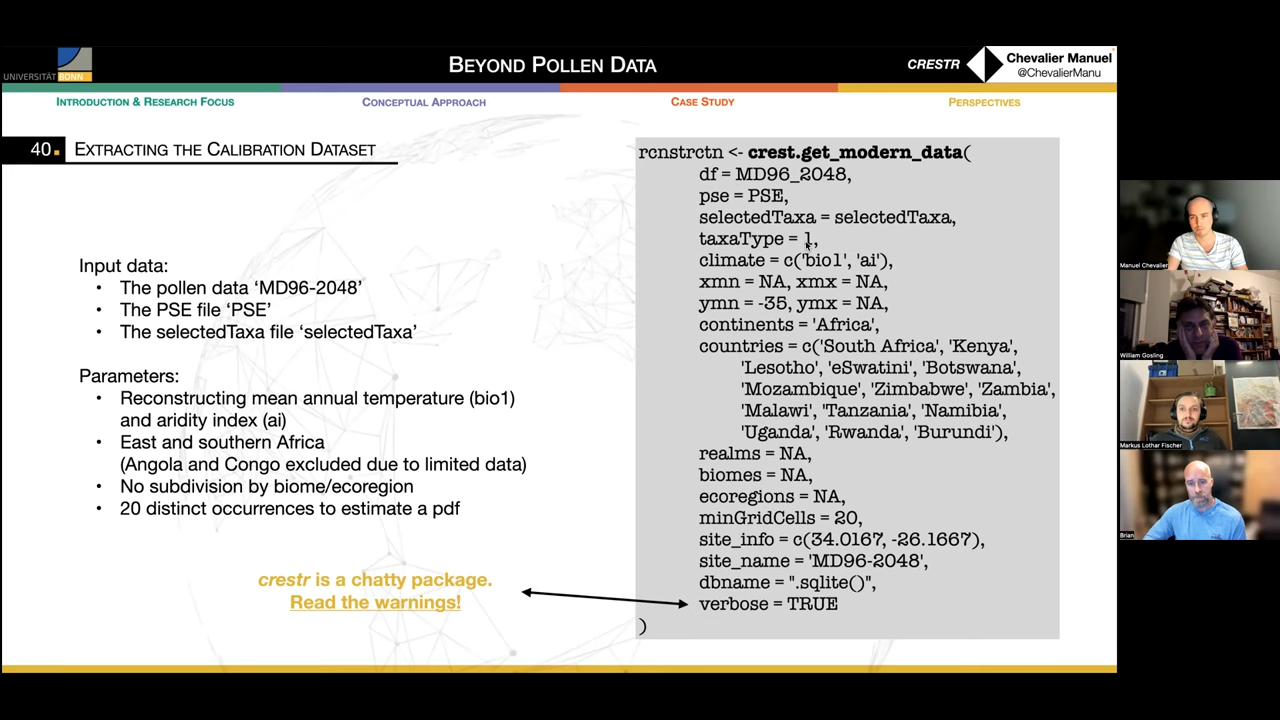 UNIVERSITÄT BONN
BEYOND POLLEN DATA
CRESTR
Chevalier Manuel
@ChevalierManu
INTRODUCTION & RESEARCH FOCUS
CONCEPTUAL APPROACH
CASE STUDY
PERSPECTIVES
40. EXTRACTING THE CALIBRATION DATASET
Input data:
• The pollen data ‘MD96-2048’
• The PSE file ‘PSE’
• The selectedTaxa file ‘selectedTaxa’
Parameters:
• Reconstructing mean annual temperature (bio1)
and aridity index (ai)
• East and southern Africa
(Angola and Congo excluded due to limited data)
• No subdivision by biome/ecoregion
• 20 distinct occurrences to estimate a pdf
crestr is a chatty package.
Read the warnings!
rcnstrctn <- crest.get_modern_data(
df = MD96_2048,
pse = PSE,
selectedTaxa = selectedTaxa,
taxaType = 1,
climate = c('bio1', 'ai'),
xmn = NA, xmx = NA,
ymn = -35, ymx = NA,
continents = 'Africa',
countries = c('South Africa', 'Kenya',
'Lesotho', 'eSwatini', 'Botswana',
'Mozambique', 'Zimbabwe', 'Zambia',
'Malawi', 'Tanzania', 'Namibia',
'Uganda', 'Rwanda', 'Burundi'),
realms = NA,
biomes = NA,
ecoregions = NA,
minGridCells = 20,
site_info = c(34.0167, -26.1667),
site_name = 'MD96-2048',
dbname = ".sqlite()",
verbose = TRUE
)
Manuel Chevalier
William Gosling
Markus Lothar Fischer
Brian